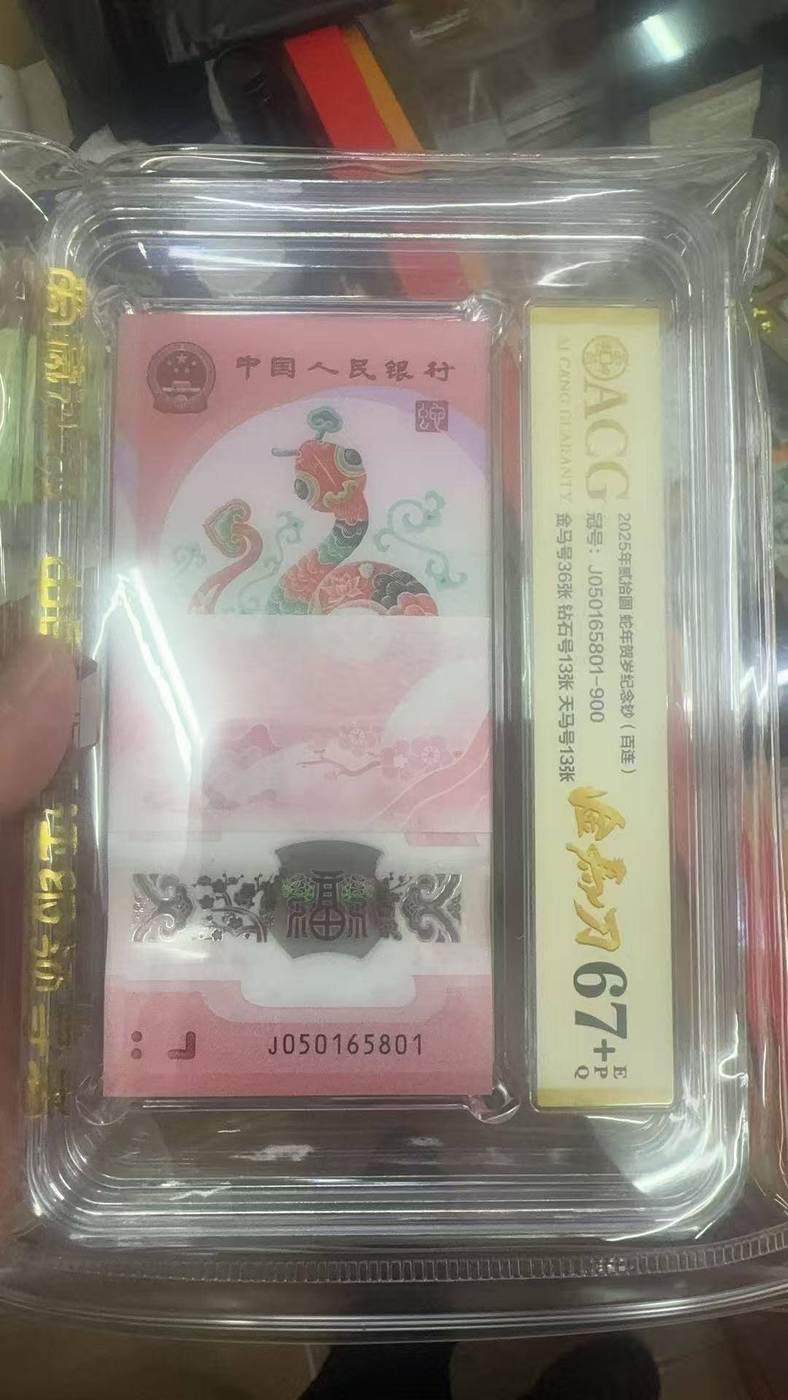 中国人民银行
蛇
福
J050165801
ACG
AI CANG GUARANTY
2025年贰拾圆 蛇年贺岁纪念钞（百连）
冠号：J050165801-900
金马号36张 钻石号13张 天马号13张
67+
EPQ